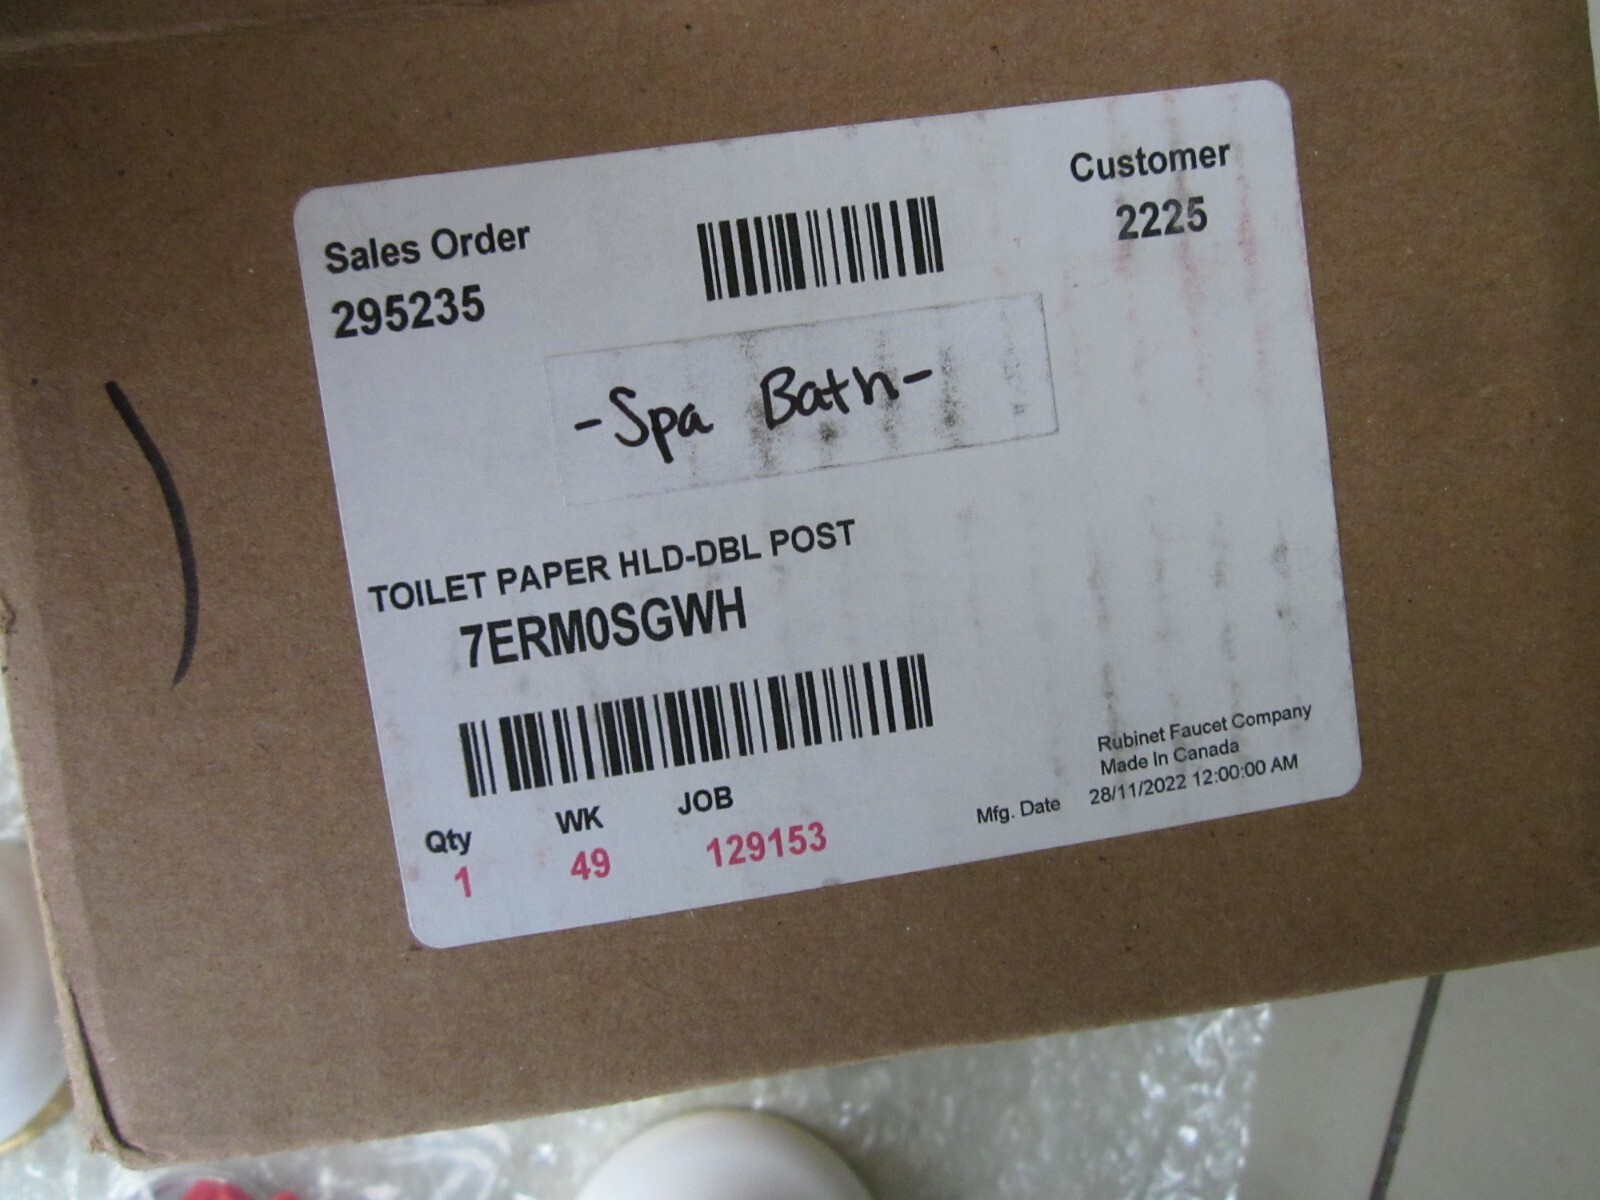 Sales Order
295235
Customer
2225
-Spa Bath-
TOILET PAPER HLD-DBL POST
7ERM0SGWH
Qty
1
WK
49
JOB
129153
Rubinet Faucet Company
Made In Canada
Mfg. Date 28/11/2022 12:00:00 AM